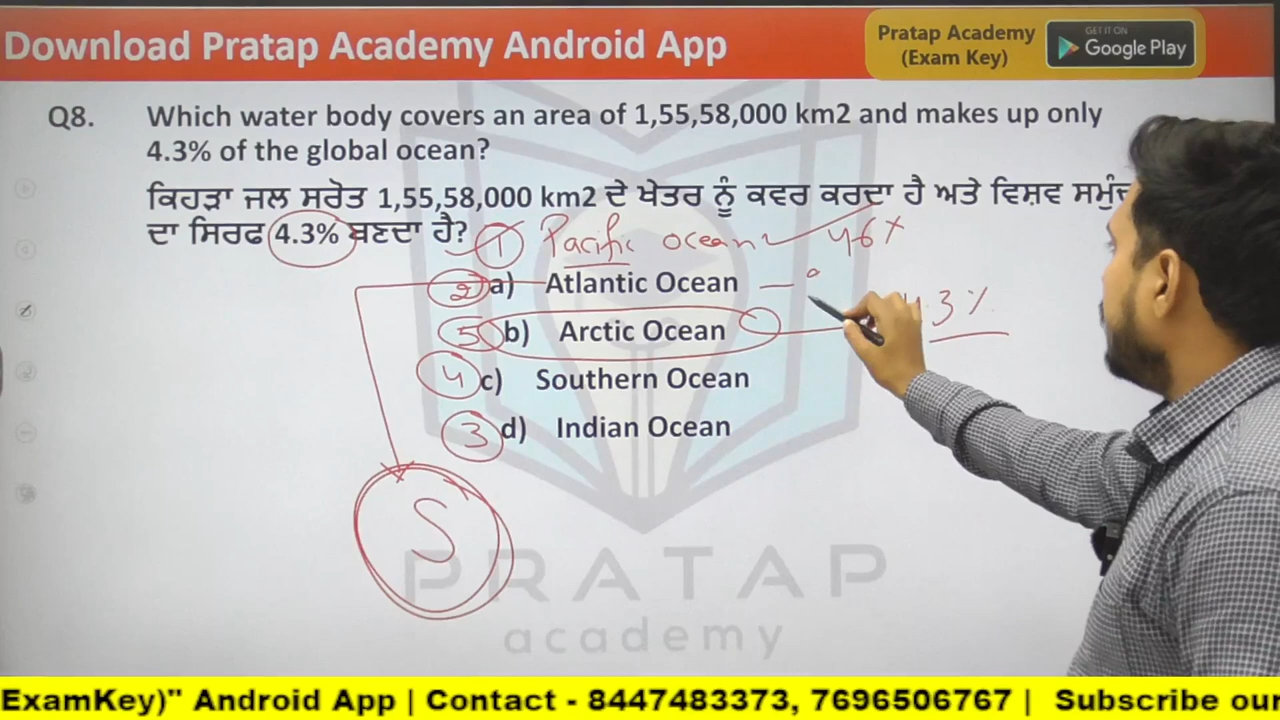 Download Pratap Academy Android App
Pratap Academy
(Exam Key)
GET IT ON
Google Play
Q8. Which water body covers an area of 1,55,58,000 km2 and makes up only
4.3% of the global ocean?
ਕਿਹੜਾ ਜਲ ਸਰੋਤ 1,55,58,000 km2 ਦੇ ਖੇਤਰ ਨੂੰ ਕਵਰ ਕਰਦਾ ਹੈ ਅਤੇ ਵਿਸ਼ਵ
ਦਾ ਸਿਰਫ 4.3% ਬਣਦਾ ਹੈ?
1 Pacific Ocean 46%
2 a) Atlantic Ocean
5 b) Arctic Ocean 4.3%
4 c) Southern Ocean
3 d) Indian Ocean
S
PRATAP
academy
ExamKey)" Android App | Contact - 8447483373, 7696506767 | Subscribe our